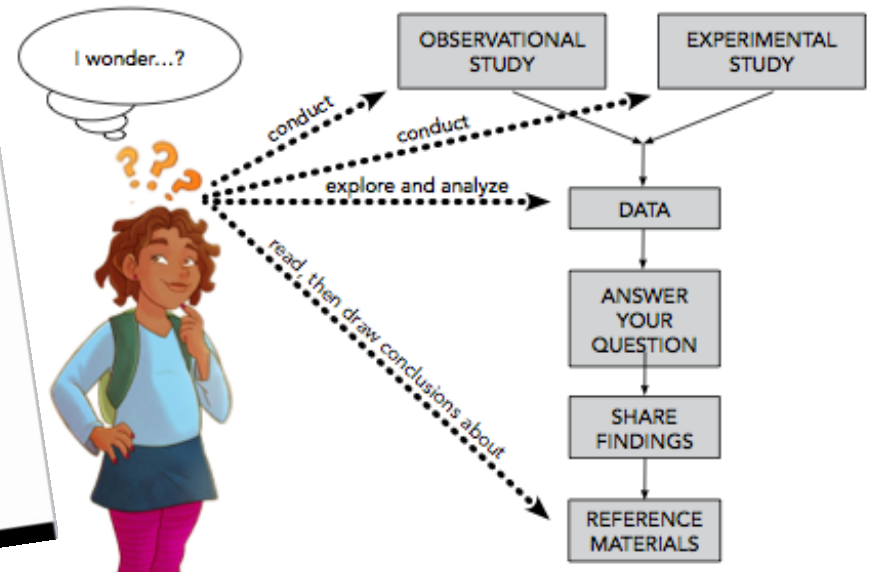 I wonder...?
OBSERVATIONAL
STUDY
EXPERIMENTAL
STUDY
conduct
conduct
explore and analyze
read, then draw conclusions about
DATA
ANSWER
YOUR
QUESTION
SHARE
FINDINGS
REFERENCE
MATERIALS